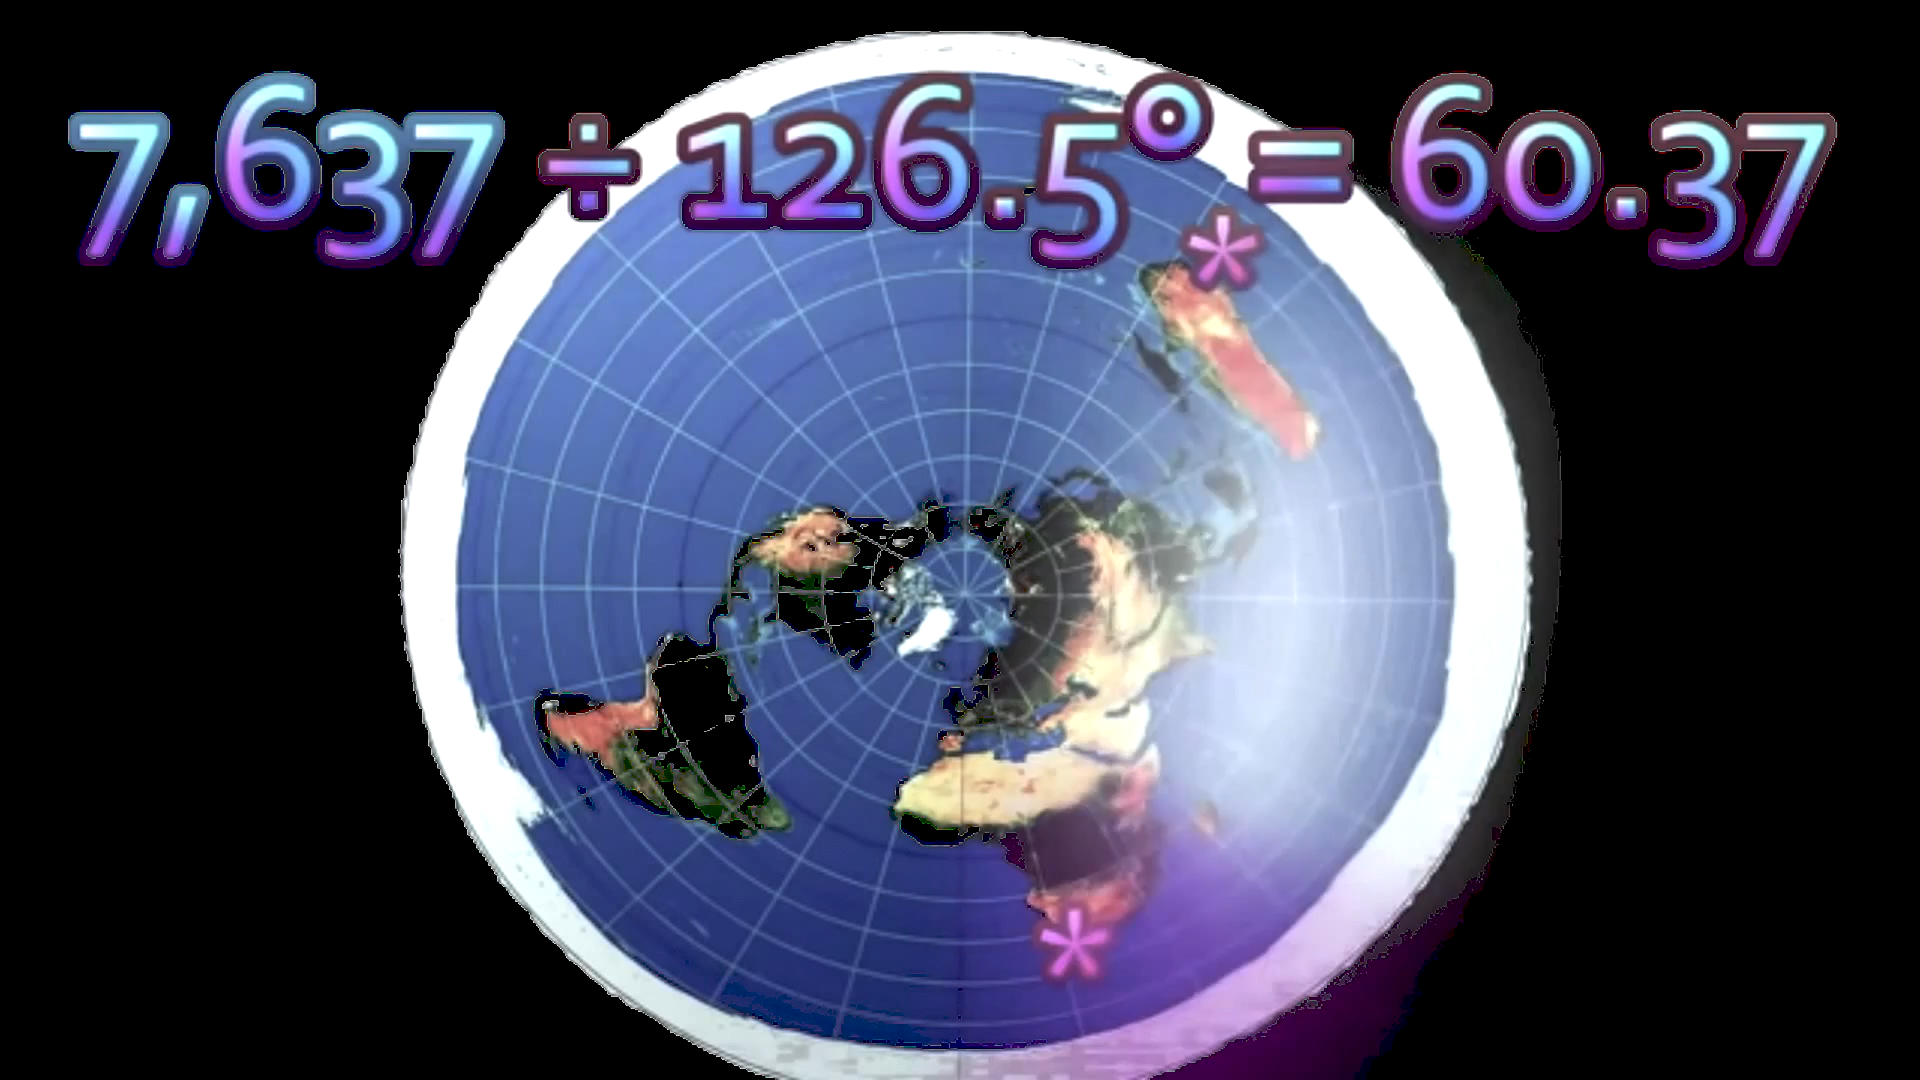 7,637 ÷ 126.5° = 60.37
*
*